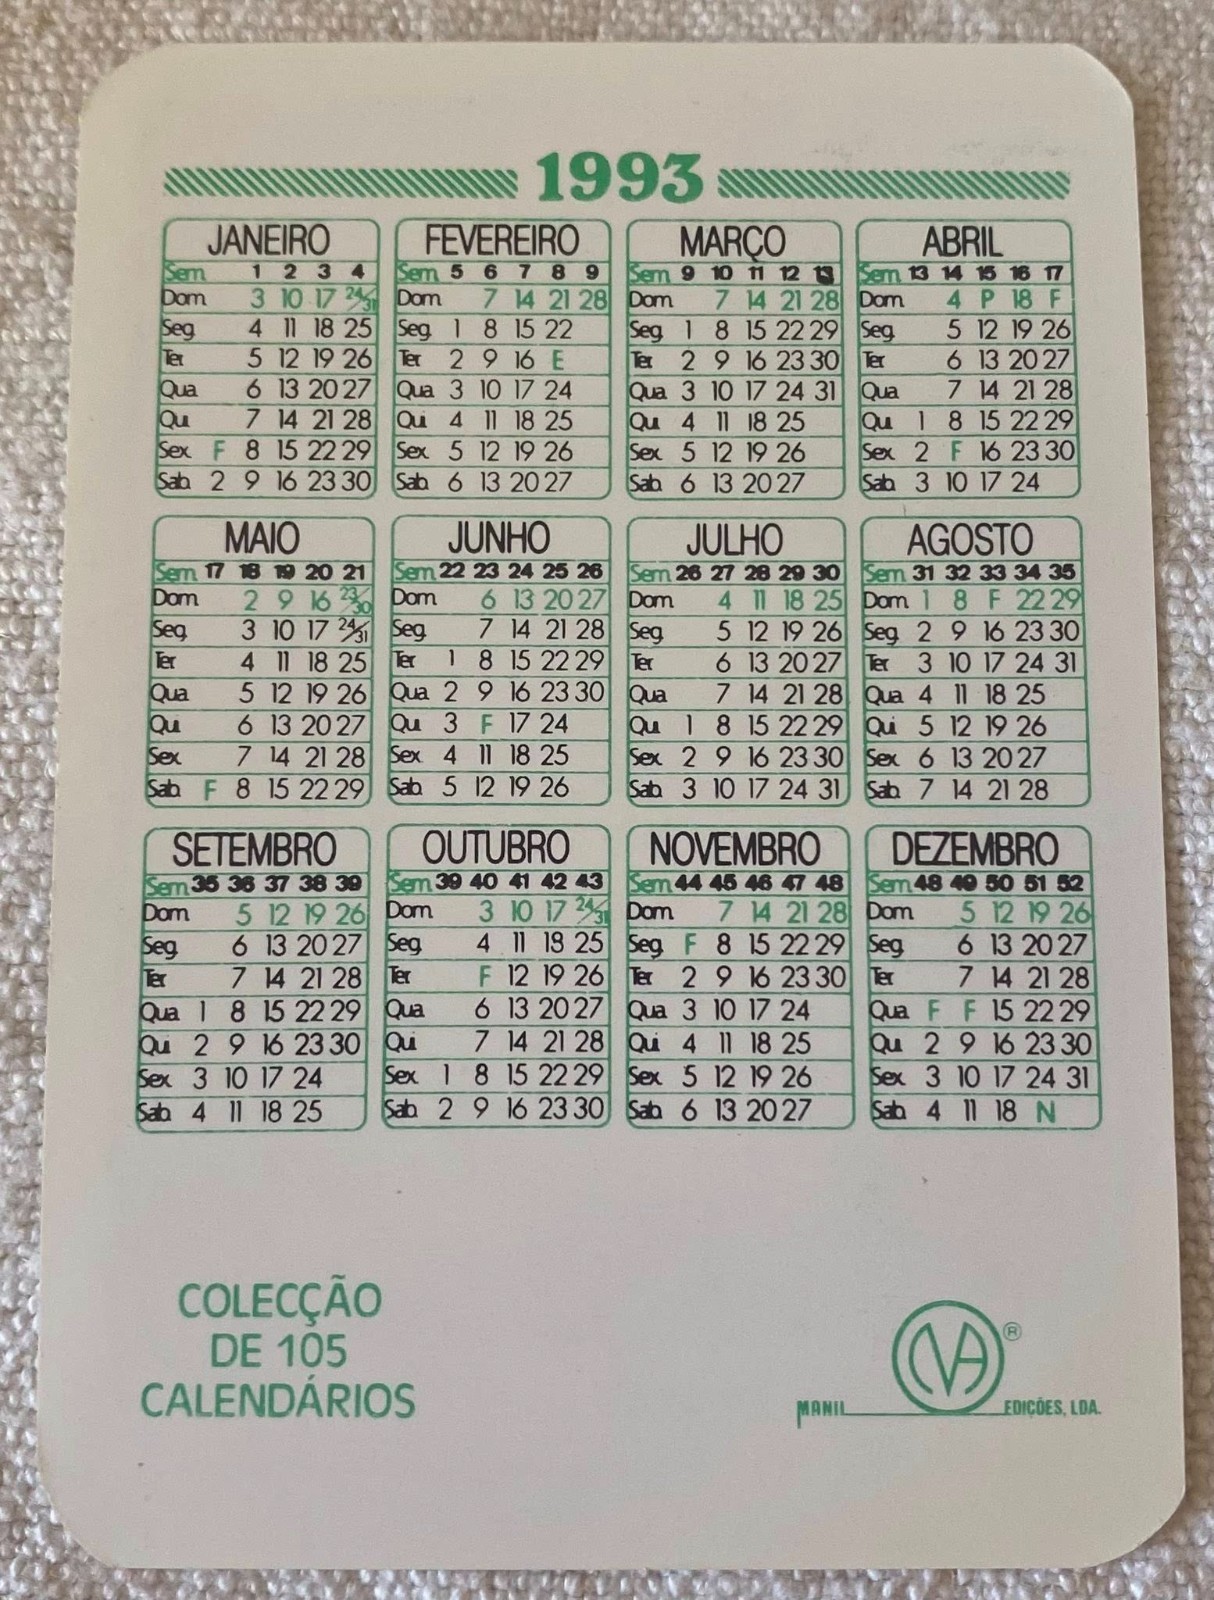 1993
JANEIRO
Sem 1 2 3 4
Dom 3 10 17 24/31
Seg 4 11 18 25
Ter 5 12 19 26
Qua 6 13 20 27
Qui 7 14 21 28
Sex F 8 15 22 29
Sab 2 9 16 23 30
FEVEREIRO
Sem 5 6 7 8 9
Dom 7 14 21 28
Seg 1 8 15 22
Ter 2 9 16 E
Qua 3 10 17 24
Qui 4 11 18 25
Sex 5 12 19 26
Sab 6 13 20 27
MARÇO
Sem 9 10 11 12 13
Dom 7 14 21 28
Seg 1 8 15 22 29
Ter 2 9 16 23 30
Qua 3 10 17 24 31
Qui 4 11 18 25
Sex 5 12 19 26
Sab 6 13 20 27
ABRIL
Sem 13 14 15 16 17
Dom 4 P 18 F
Seg 5 12 19 26
Ter 6 13 20 27
Qua 7 14 21 28
Qui 1 8 15 22 29
Sex 2 F 16 23 30
Sab 3 10 17 24
MAIO
Sem 17 18 19 20 21
Dom 2 9 16 23/30
Seg 3 10 17 24/31
Ter 4 11 18 25
Qua 5 12 19 26
Qui 6 13 20 27
Sex 7 14 21 28
Sab F 8 15 22 29
JUNHO
Sem 22 23 24 25 26
Dom 6 13 20 27
Seg 7 14 21 28
Ter 1 8 15 22 29
Qua 2 9 16 23 30
Qui 3 F 17 24
Sex 4 11 18 25
Sab 5 12 19 26
JULHO
Sem 26 27 28 29 30
Dom 4 11 18 25
Seg 5 12 19 26
Ter 6 13 20 27
Qua 7 14 21 28
Qui 1 8 15 22 29
Sex 2 9 16 23 30
Sab 3 10 17 24 31
AGOSTO
Sem 31 32 33 34 35
Dom 1 8 F 22 29
Seg 2 9 16 23 30
Ter 3 10 17 24 31
Qua 4 11 18 25
Qui 5 12 19 26
Sex 6 13 20 27
Sab 7 14 21 28
SETEMBRO
Sem 35 36 37 38 39
Dom 5 12 19 26
Seg 6 13 20 27
Ter 7 14 21 28
Qua 1 8 15 22 29
Qui 2 9 16 23 30
Sex 3 10 17 24
Sab 4 11 18 25
OUTUBRO
Sem 39 40 41 42 43
Dom 3 10 17 24/31
Seg 4 11 18 25
Ter F 12 19 26
Qua 6 13 20 27
Qui 7 14 21 28
Sex 1 8 15 22 29
Sab 2 9 16 23 30
NOVEMBRO
Sem 44 45 46 47 48
Dom 7 14 21 28
Seg F 8 15 22 29
Ter 2 9 16 23 30
Qua 3 10 17 24
Qui 4 11 18 25
Sex 5 12 19 26
Sab 6 13 20 27
DEZEMBRO
Sem 48 49 50 51 52
Dom 5 12 19 26
Seg 6 13 20 27
Ter 7 14 21 28
Qua F F 15 22 29
Qui 2 9 16 23 30
Sex 3 10 17 24 31
Sab 4 11 18 N
COLECÇÃO
DE 105
CALENDÁRIOS
®
MANIL EDIÇÕES, LDA.